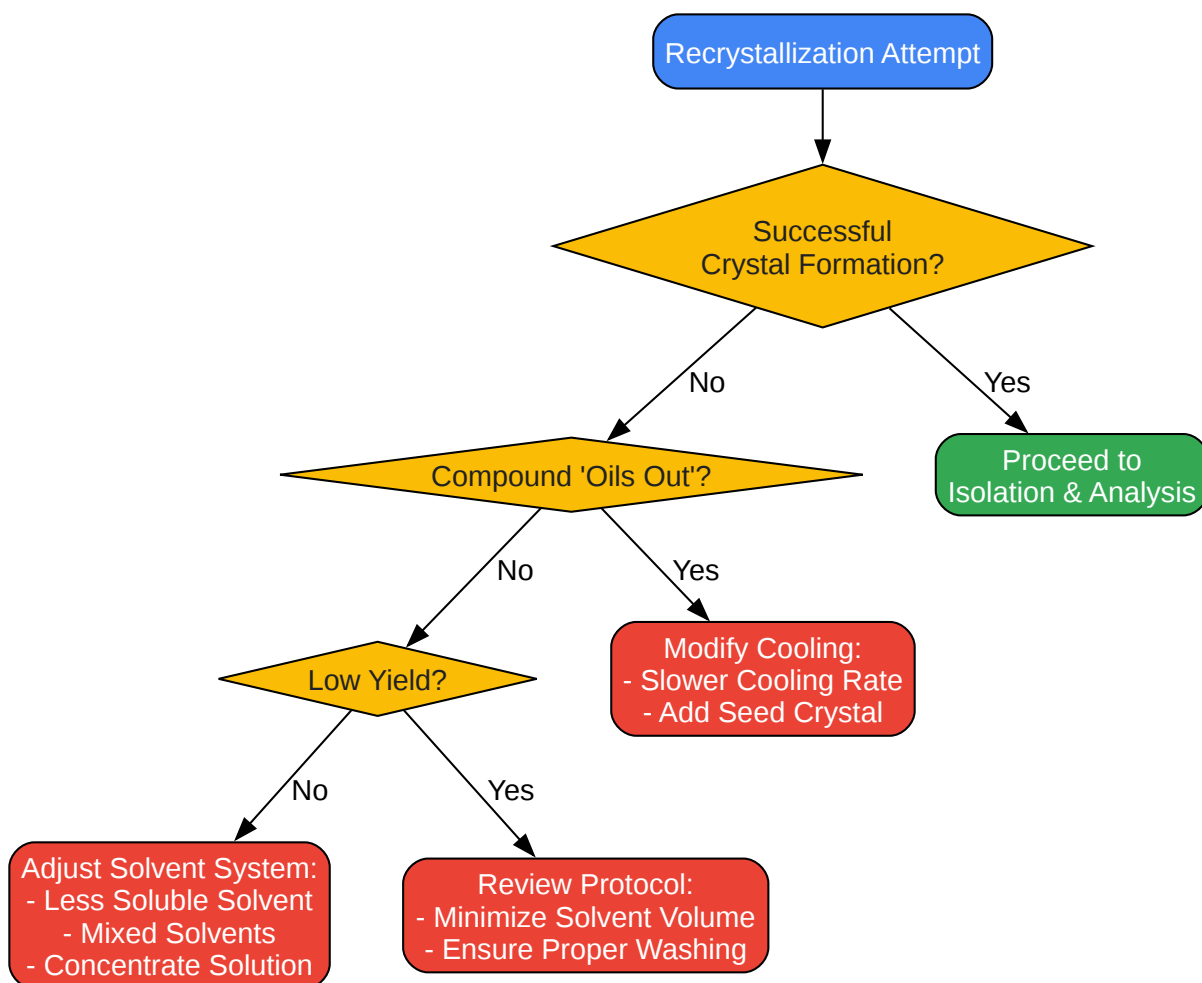 Recrystallization Attempt
Successful
Crystal Formation?
No
Yes
Compound 'Oils Out'?
Proceed to
Isolation & Analysis
No
Yes
Low Yield?
Modify Cooling:
- Slower Cooling Rate
- Add Seed Crystal
No
Yes
Adjust Solvent System:
- Less Soluble Solvent
- Mixed Solvents
- Concentrate Solution
Review Protocol:
- Minimize Solvent Volume
- Ensure Proper Washing